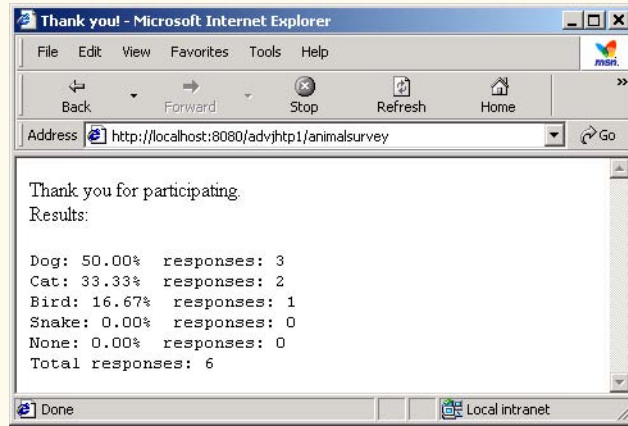 Thank you! - Microsoft Internet Explorer
File Edit View Favorites Tools Help
msn.
Back Forward Stop Refresh Home »
Address http://localhost:8080/advjhtp1/animalsurvey Go
Thank you for participating.
Results:
Dog: 50.00% responses: 3
Cat: 33.33% responses: 2
Bird: 16.67% responses: 1
Snake: 0.00% responses: 0
None: 0.00% responses: 0
Total responses: 6
Done Local intranet